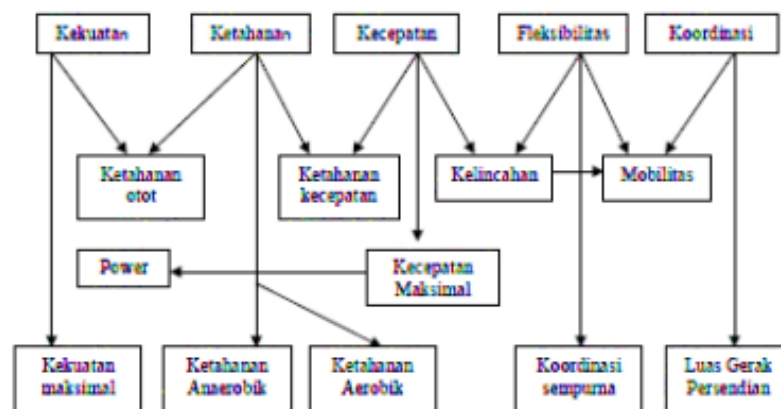 Kekuatan
Ketahanan
Kecepatan
Fleksibilitas
Koordinasi
Ketahanan
otot
Ketahanan
kecepatan
Kelincahan
Mobilitas
Power
Kecepatan
Maksimal
Kekuatan
maksimal
Ketahanan
Anaerobik
Ketahanan
Aerobik
Koordinasi
sempurna
Luas Gerak
Persendian